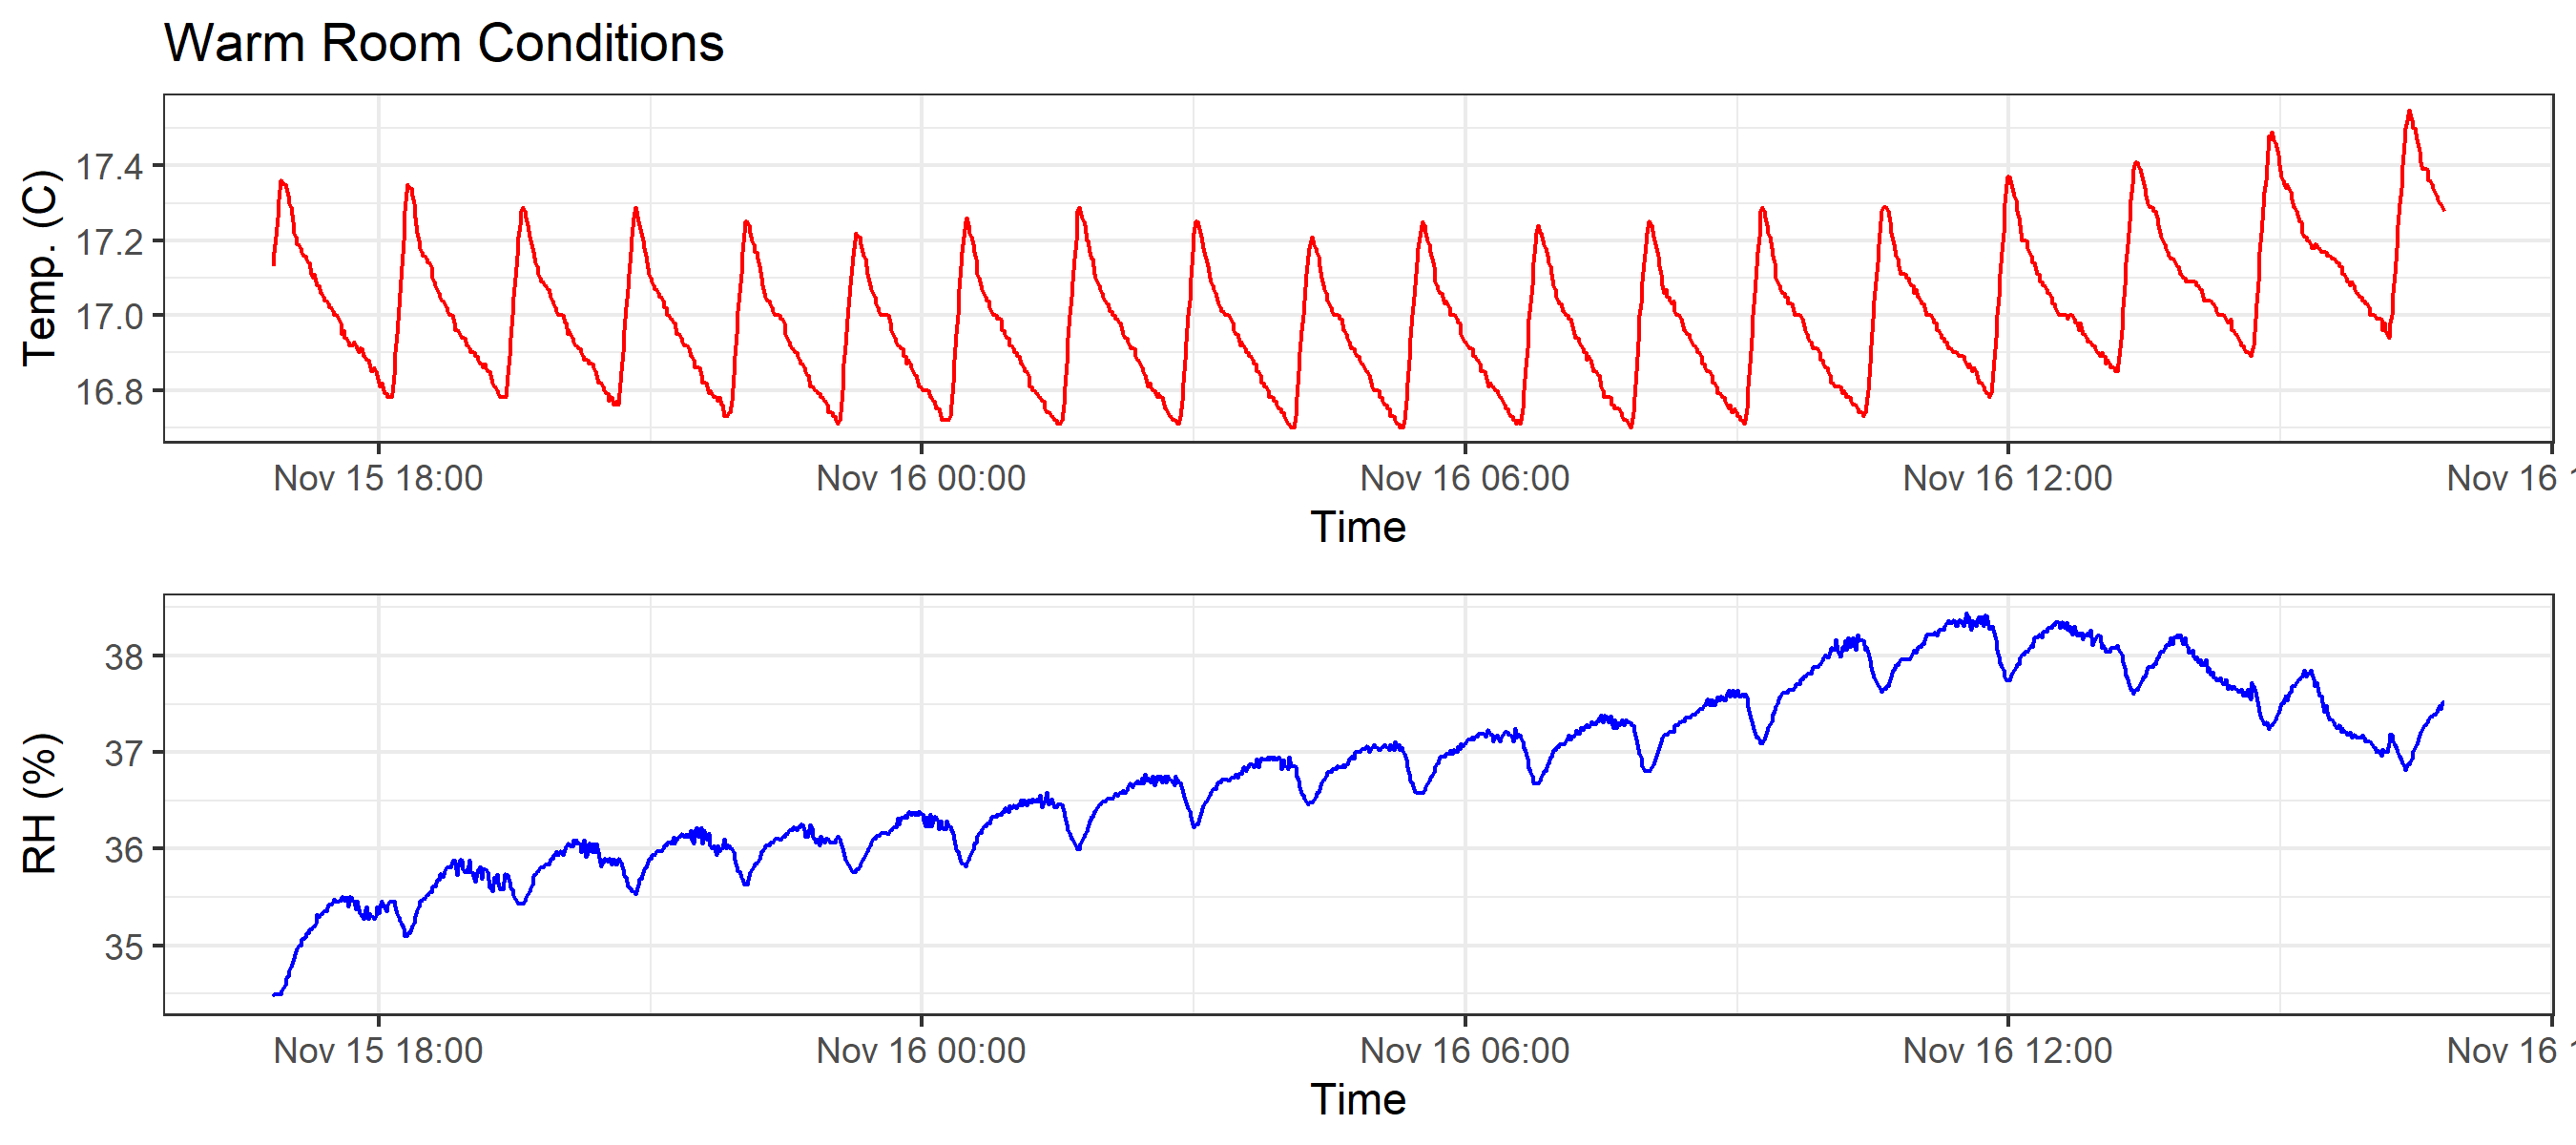 Warm Room Conditions
Temp. (C)
17.4
17.2
17.0
16.8
Nov 15 18:00 Nov 16 00:00 Nov 16 06:00 Nov 16 12:00 Nov 16
Time
RH (%)
38
37
36
35
Nov 15 18:00 Nov 16 00:00 Nov 16 06:00 Nov 16 12:00 Nov 16
Time